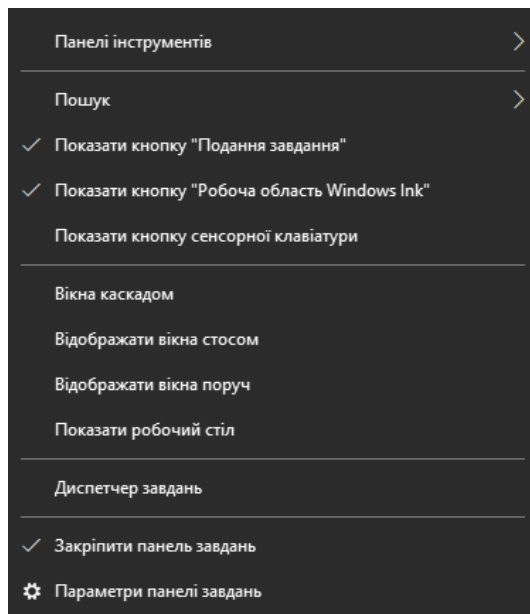 Панелі інструментів
Пошук
Показати кнопку "Подання завдання"
Показати кнопку "Робоча область Windows Ink"
Показати кнопку сенсорної клавіатури
Вікна каскадом
Відображати вікна стосом
Відображати вікна поруч
Показати робочий стіл
Диспетчер завдань
Закріпити панель завдань
Параметри панелі завдань